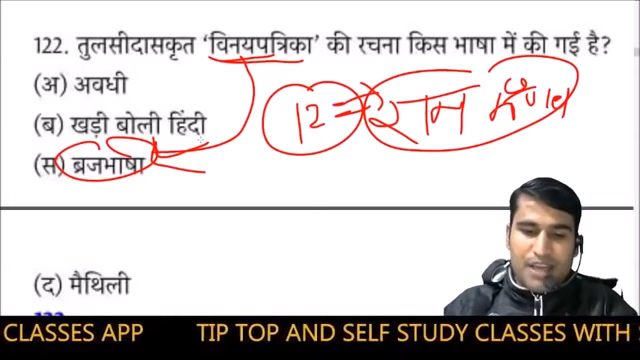 122. तुलसीदासकृत 'विनयपत्रिका' की रचना किस भाषा में की गई है?
(अ) अवधी
(ब) खड़ी बोली हिंदी
(स) ब्रजभाषा
12 = राम
(द) मैथिली
CLASSES APP TIP TOP AND SELF STUDY CLASSES WITH